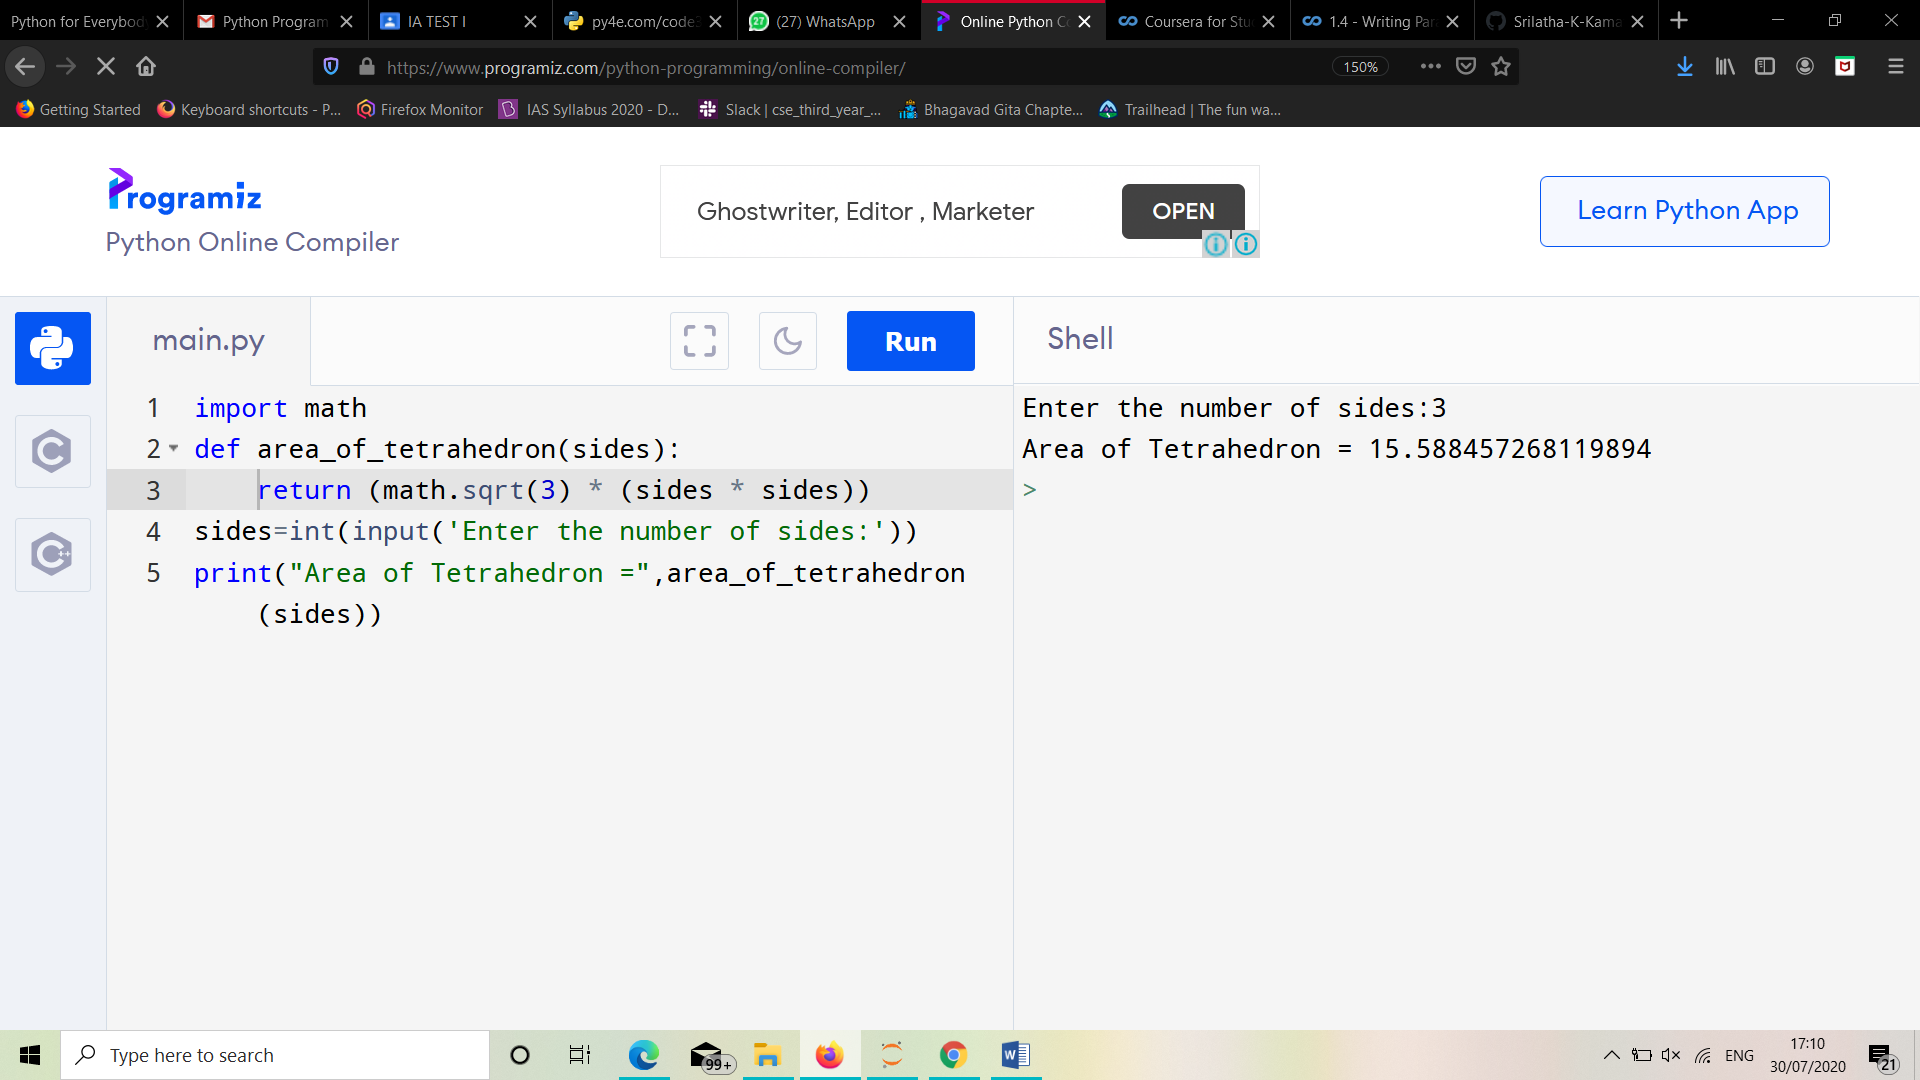 Python for Everybody
Python Program
IA TEST I
py4e.com/code3
(27) WhatsApp
Online Python Co
Coursera for Stu
1.4 - Writing Par
Srilatha-K-Kama
https://www.programiz.com/python-programming/online-compiler/
150%
Getting Started
Keyboard shortcuts - P...
Firefox Monitor
IAS Syllabus 2020 - D...
Slack | cse_third_year_...
Bhagavad Gita Chapte...
Trailhead | The fun wa...
Programiz
Python Online Compiler
Ghostwriter, Editor , Marketer
OPEN
Learn Python App
main.py
Run
Shell
1 import math
2 def area_of_tetrahedron(sides):
3 return (math.sqrt(3) * (sides * sides))
4 sides=int(input('Enter the number of sides:'))
5 print("Area of Tetrahedron =",area_of_tetrahedron
(sides))
Enter the number of sides:3
Area of Tetrahedron = 15.588457268119894
>
Type here to search
99+
ENG
17:10
30/07/2020
21